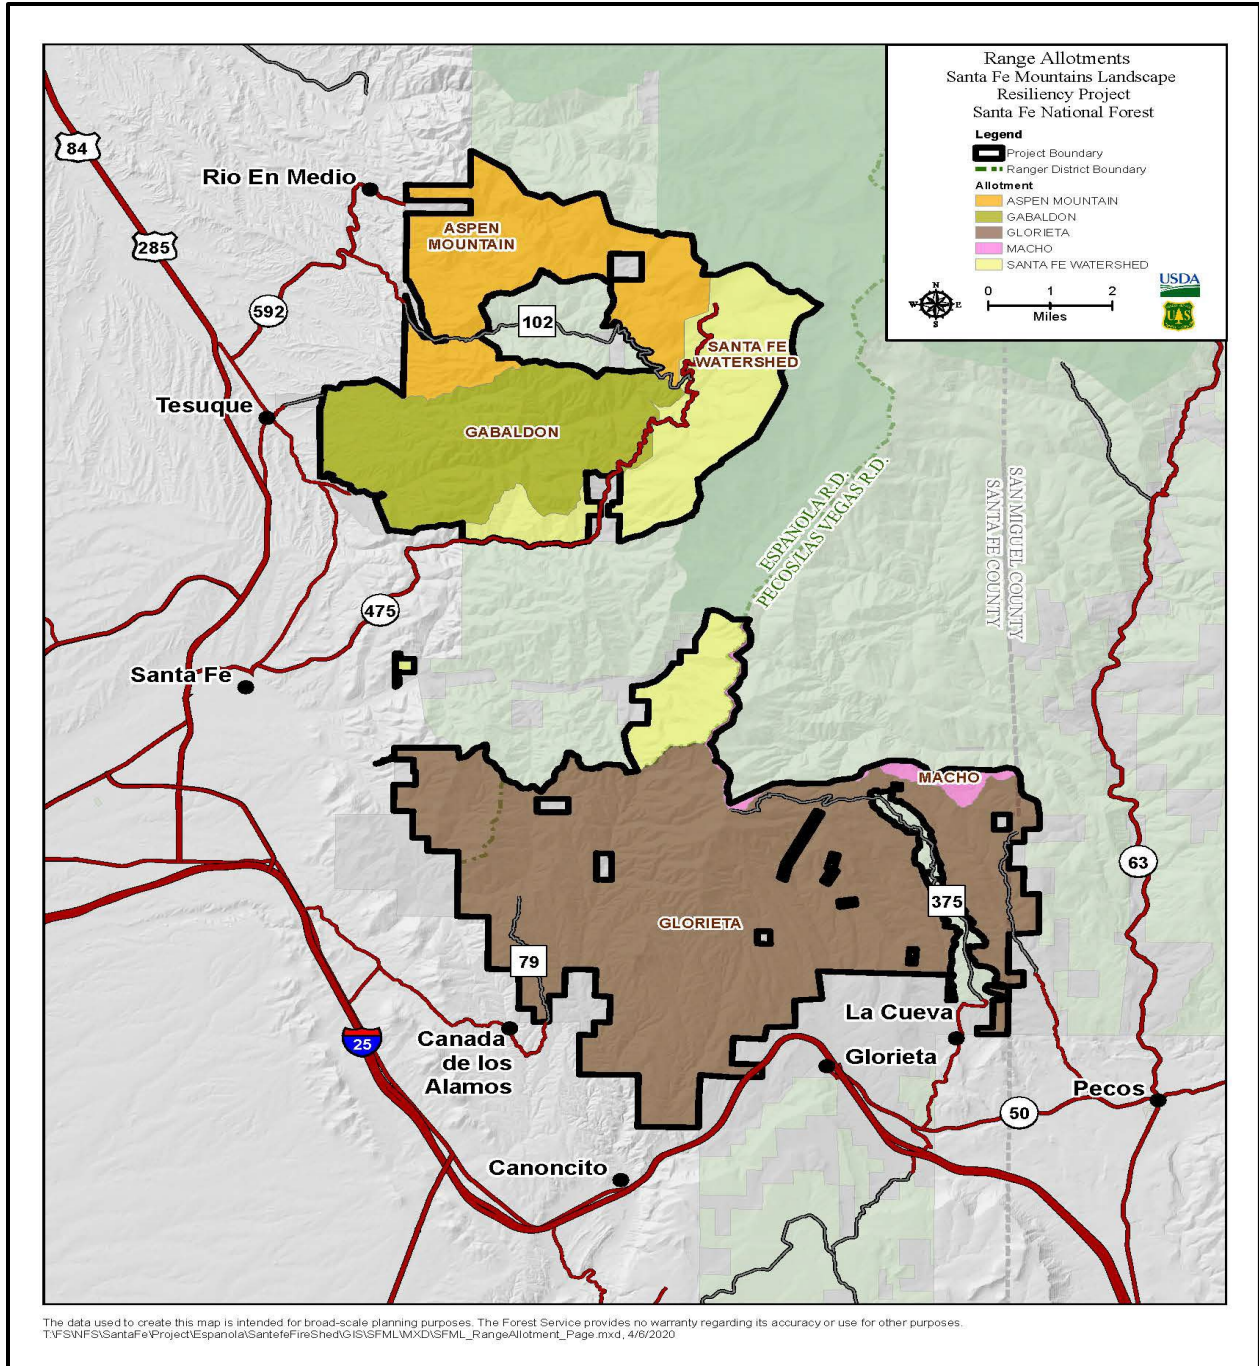 Range Allotments
Santa Fe Mountains Landscape
Resiliency Project
Santa Fe National Forest
Legend
Project Boundary
Ranger District Boundary
Allotment
ASPEN MOUNTAIN
GABALDON
GLORIETA
MACHO
SANTA FE WATERSHED
N
W E
S
0 1 2
Miles
USDA
U S
84
Rio En Medio
285
ASPEN
MOUNTAIN
592
102
SANTA FE
WATERSHED
Tesuque
GABALDON
ESPANOLA R.D.
PECOS/LAS VEGAS R.D.
SAN MIGUEL COUNTY
SANTA FE COUNTY
475
Santa Fe
MACHO
63
375
GLORIETA
79
La Cueva
25
Canada
de los
Alamos
Glorieta
Pecos
50
Canoncito
The data used to create this map is intended for broad-scale planning purposes. The Forest Service provides no warranty regarding its accuracy or use for other purposes.
T:\FS\NFS\SantaFe\Project\Espanola\SantefeFireShed\GIS\SFML\MXD\SFML_RangeAllotment_Page.mxd, 4/6/2020